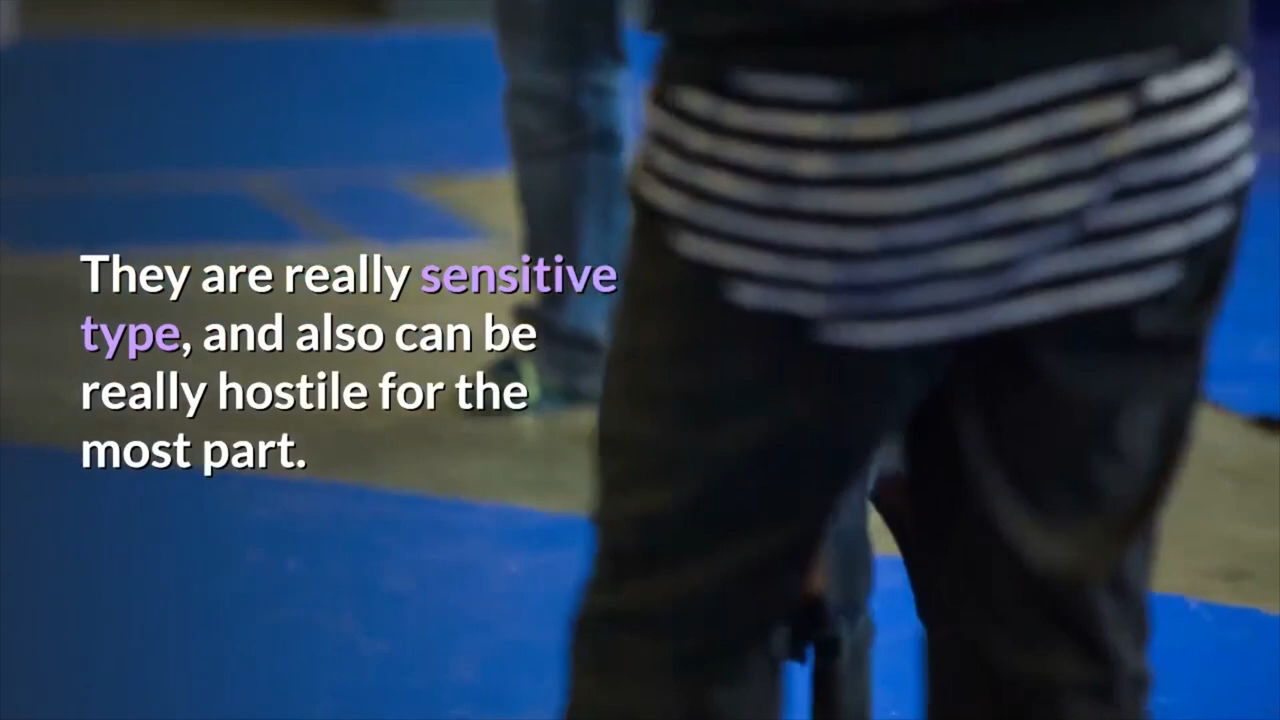 They are really sensitive
type, and also can be
really hostile for the
most part.